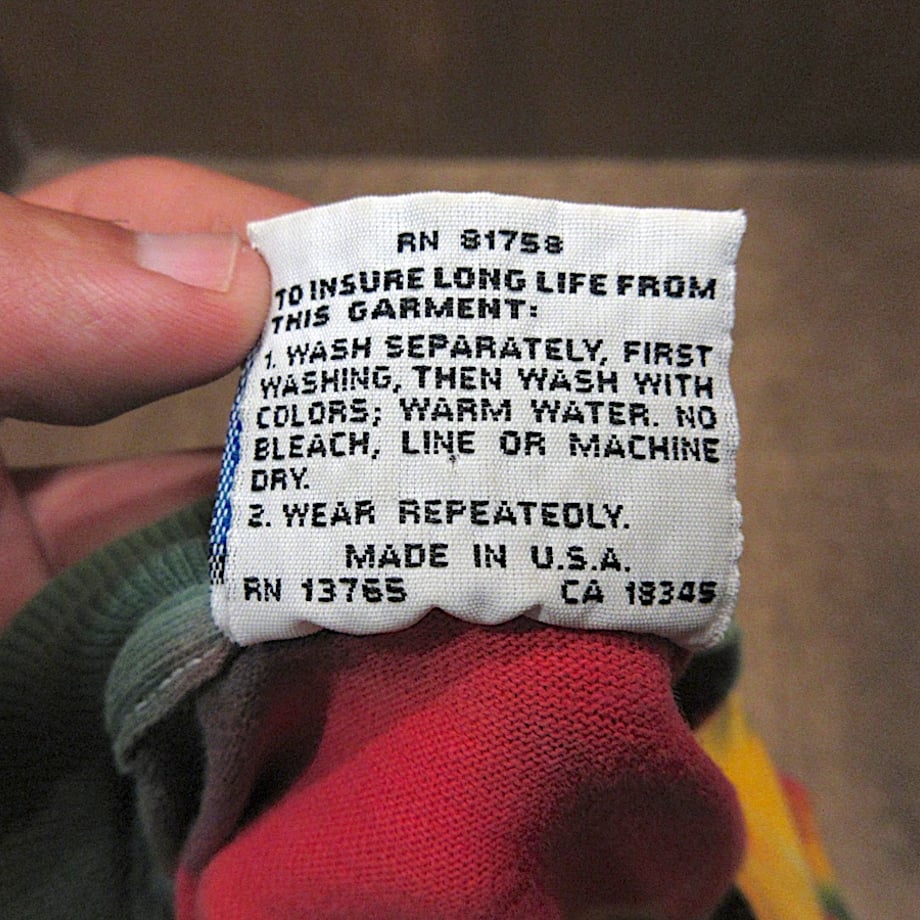 RN 81758
TO INSURE LONG LIFE FROM
THIS GARMENT:
1. WASH SEPARATELY, FIRST
WASHING, THEN WASH WITH
COLORS; WARM WATER. NO
BLEACH, LINE OR MACHINE
DRY.
2. WEAR REPEATEDLY.
MADE IN U.S.A.
RN 13765 CA 18345